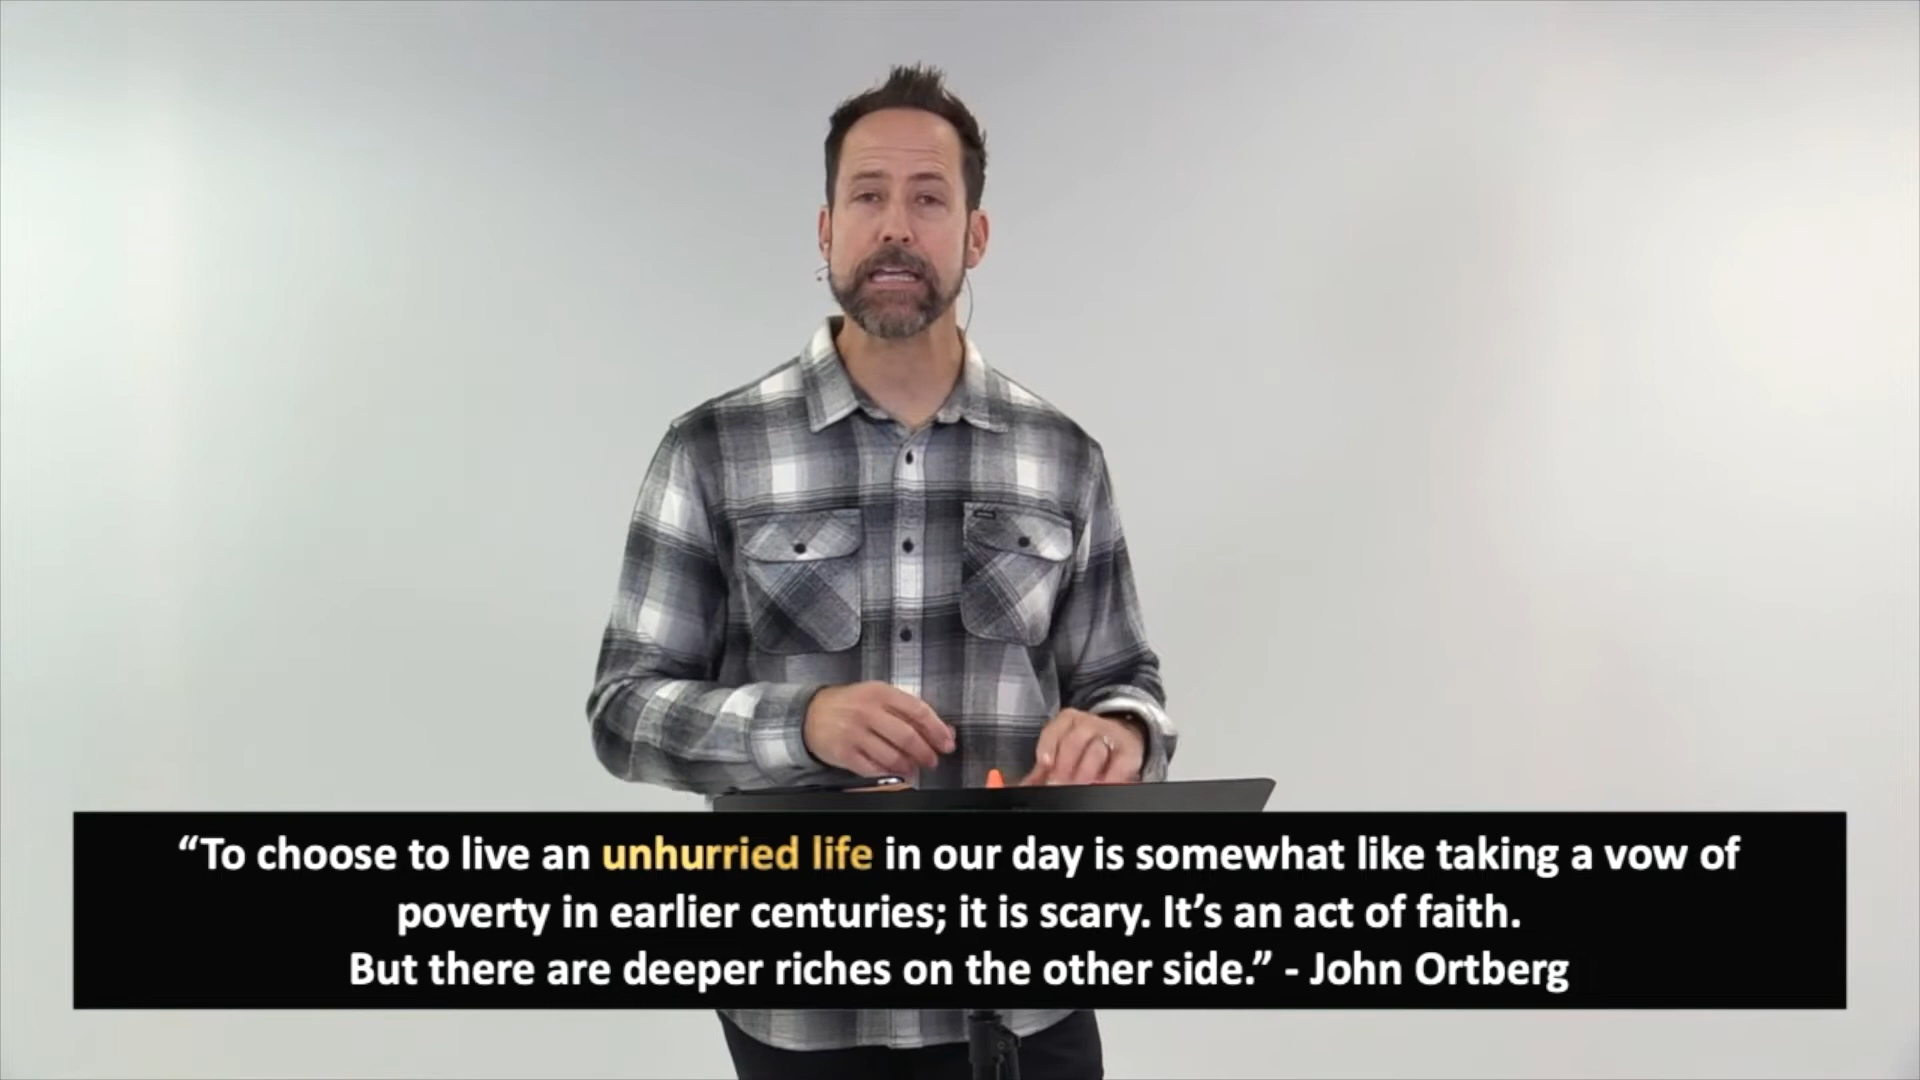 “To choose to live an unhurried life in our day is somewhat like taking a vow of
poverty in earlier centuries; it is scary. It’s an act of faith.
But there are deeper riches on the other side.” - John Ortberg